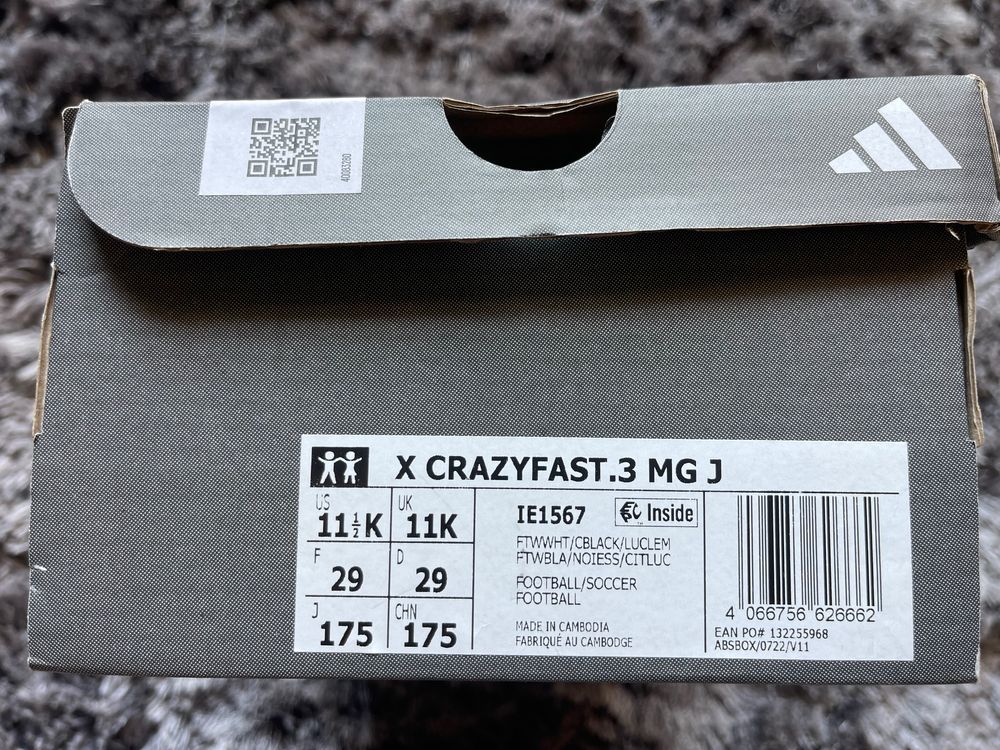 40003280
X CRAZYFAST.3 MG J
US
11½K
UK
11K
F
29
D
29
J
175
CHN
175
IE1567
Inside
FTWWHT/CBLACK/LUCLEM
FTWBLA/NOIESS/CITLUC
FOOTBALL/SOCCER
FOOTBALL
MADE IN CAMBODIA
FABRIQUÉ AU CAMBODGE
4 066756 626662
EAN PO# 132255968
ABSBOX/0722/V11